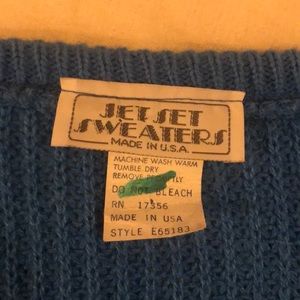 JET SET
SWEATERS
MADE IN U.S.A.
MACHINE WASH WARM
TUMBLE DRY
REMOVE PROMPTLY
DO NOT BLEACH
RN 17356
MADE IN USA
STYLE E65183